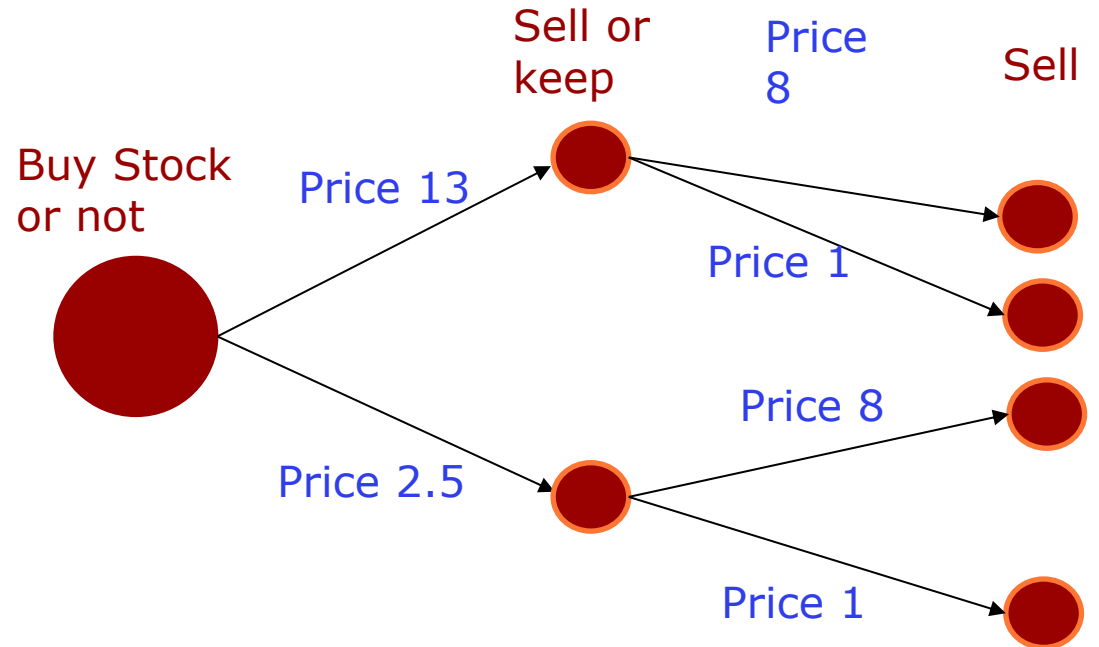 Sell or
keep
Price
8
Sell
Buy Stock
or not
Price 13
Price 1
Price 8
Price 2.5
Price 1